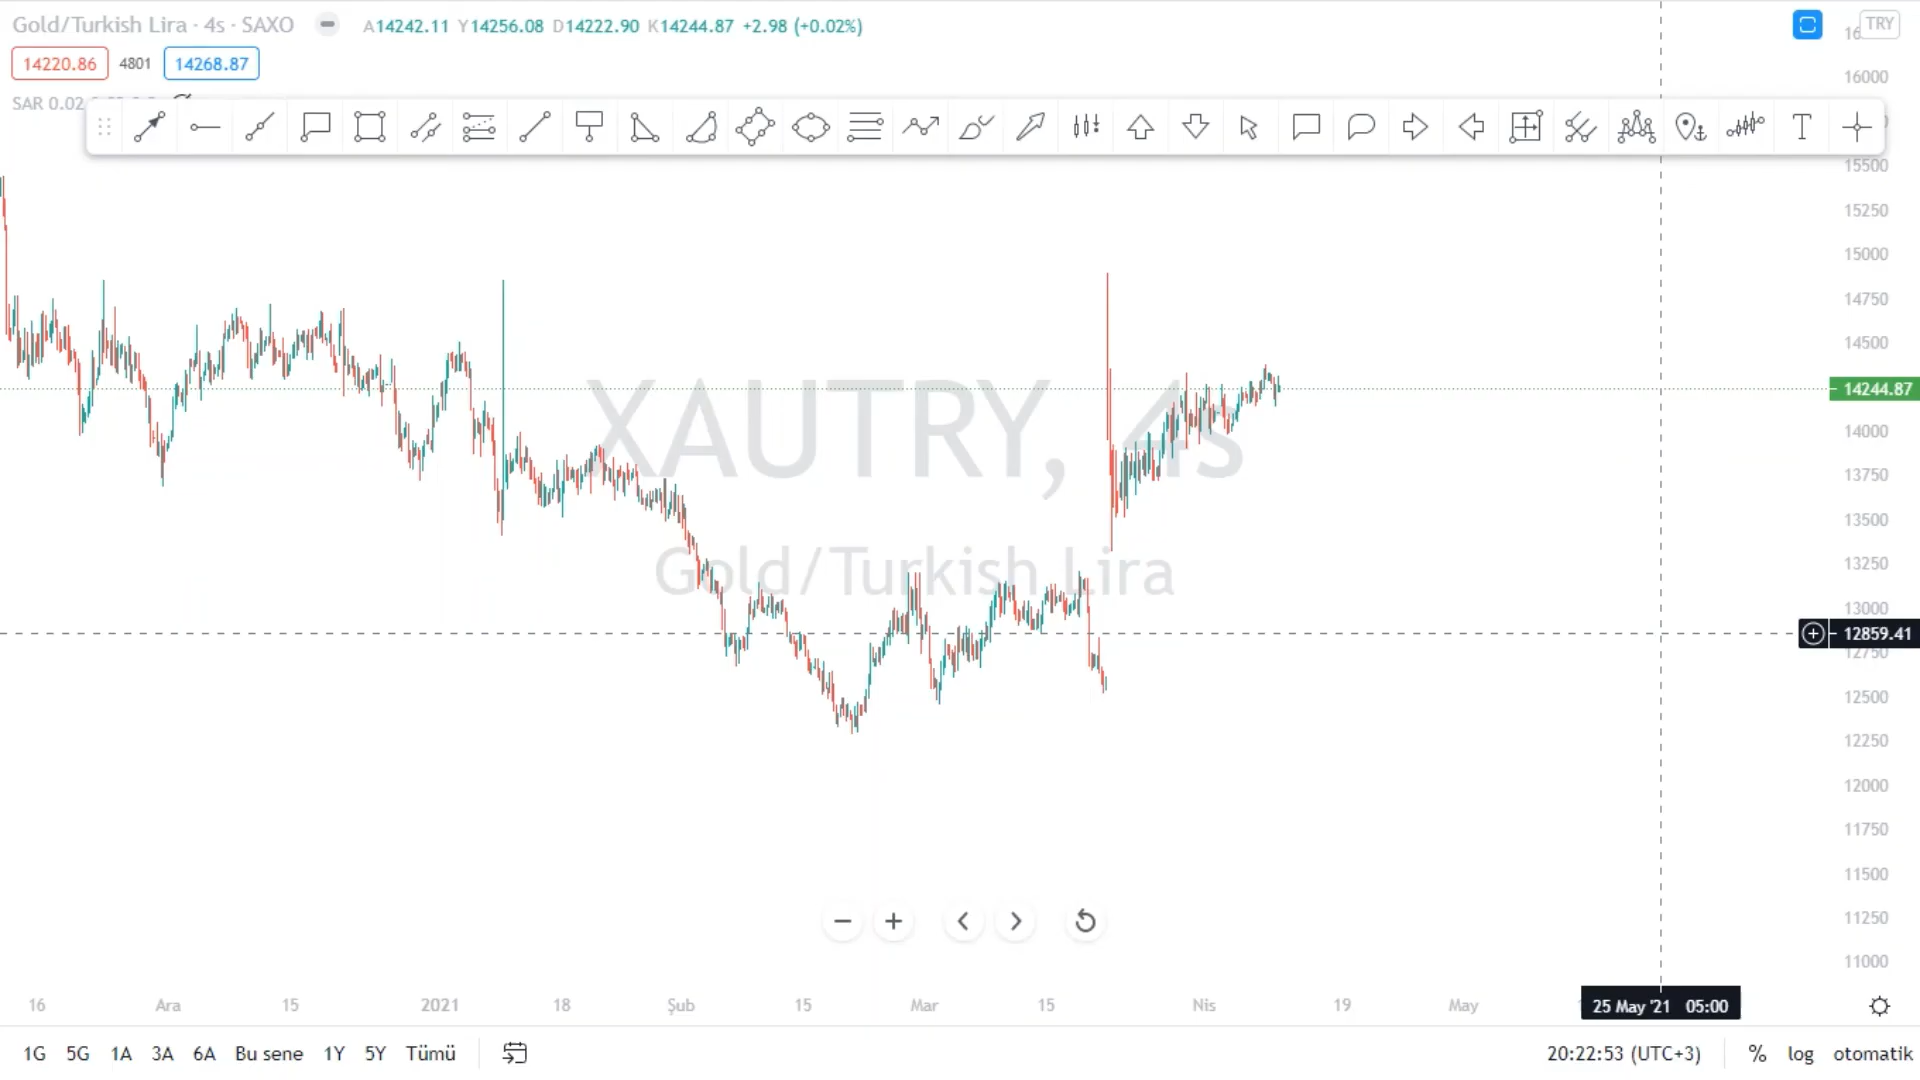 Gold/Turkish Lira · 4s · SAXO A14242.11 Y14256.08 D14222.90 K14244.87 +2.98 (+0.02%)
TRY
14220.86 4801 14268.87
16000
SAR 0.02
T
15500
15250
15000
14750
14500
14244.87
XAUTRY, 4s
14000
13750
13500
13250
Gold/Turkish Lira
13000
12859.41
12750
12500
12250
12000
11750
11500
11250
11000
16 Ara 15 2021 18 Şub 15 Mar 15 Nis 19 May 25 May '21 05:00
1G 5G 1A 3A 6A Bu sene 1Y 5Y Tümü 20:22:53 (UTC+3) % log otomatik